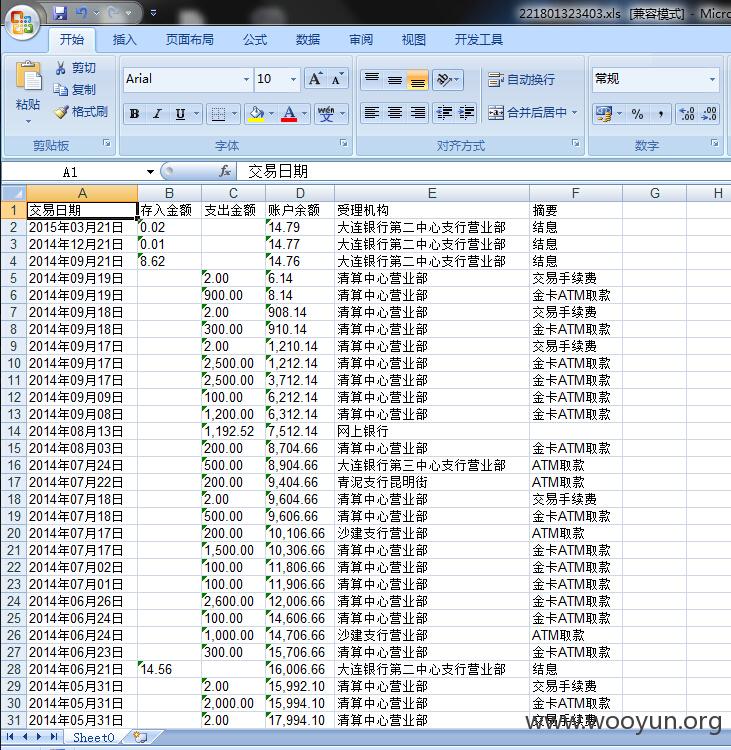 221801323403.xls [兼容模式] - Micro
开始 插入 页面布局 公式 数据 审阅 视图 开发工具
粘贴 剪切 复制 格式刷 Arial 10 自动换行 合并后居中 常规
B I U A wén 文 % ,
剪贴板 字体 对齐方式 数字
A1 fx 交易日期
A B C D E F G H
1 交易日期 存入金额 支出金额 账户余额 受理机构 摘要
2 2015年03月21日 0.02 14.79 大连银行第二中心支行营业部 结息
3 2014年12月21日 0.01 14.77 大连银行第二中心支行营业部 结息
4 2014年09月21日 8.62 14.76 大连银行第二中心支行营业部 结息
5 2014年09月19日 2.00 6.14 清算中心营业部 交易手续费
6 2014年09月19日 900.00 8.14 清算中心营业部 金卡ATM取款
7 2014年09月18日 2.00 908.14 清算中心营业部 交易手续费
8 2014年09月18日 300.00 910.14 清算中心营业部 金卡ATM取款
9 2014年09月17日 2.00 1,210.14 清算中心营业部 交易手续费
10 2014年09月17日 2,500.00 1,212.14 清算中心营业部 金卡ATM取款
11 2014年09月17日 2,500.00 3,712.14 清算中心营业部 金卡ATM取款
12 2014年09月09日 100.00 6,212.14 清算中心营业部 金卡ATM取款
13 2014年09月08日 1,200.00 6,312.14 清算中心营业部 金卡ATM取款
14 2014年08月13日 1,192.52 7,512.14 网上银行
15 2014年08月03日 200.00 8,704.66 清算中心营业部 金卡ATM取款
16 2014年07月24日 500.00 8,904.66 大连银行第三中心支行营业部 ATM取款
17 2014年07月22日 200.00 9,404.66 青泥支行昆明街 ATM取款
18 2014年07月18日 2.00 9,604.66 清算中心营业部 交易手续费
19 2014年07月18日 500.00 9,606.66 清算中心营业部 金卡ATM取款
20 2014年07月17日 200.00 10,106.66 沙建支行营业部 ATM取款
21 2014年07月17日 1,500.00 10,306.66 清算中心营业部 金卡ATM取款
22 2014年07月02日 100.00 11,806.66 清算中心营业部 金卡ATM取款
23 2014年07月01日 100.00 11,906.66 清算中心营业部 金卡ATM取款
24 2014年06月26日 2,600.00 12,006.66 清算中心营业部 金卡ATM取款
25 2014年06月24日 100.00 14,606.66 清算中心营业部 金卡ATM取款
26 2014年06月24日 1,000.00 14,706.66 沙建支行营业部 ATM取款
27 2014年06月23日 300.00 15,706.66 清算中心营业部 金卡ATM取款
28 2014年06月21日 14.56 16,006.66 大连银行第二中心支行营业部 结息
29 2014年05月31日 2.00 15,992.10 清算中心营业部 交易手续费
30 2014年05月31日 2,000.00 15,994.10 清算中心营业部 金卡ATM取款
31 2014年05月31日 2.00 17,994.10 清算中心营业部 交易手续费
www.wooyun.org
Sheet0